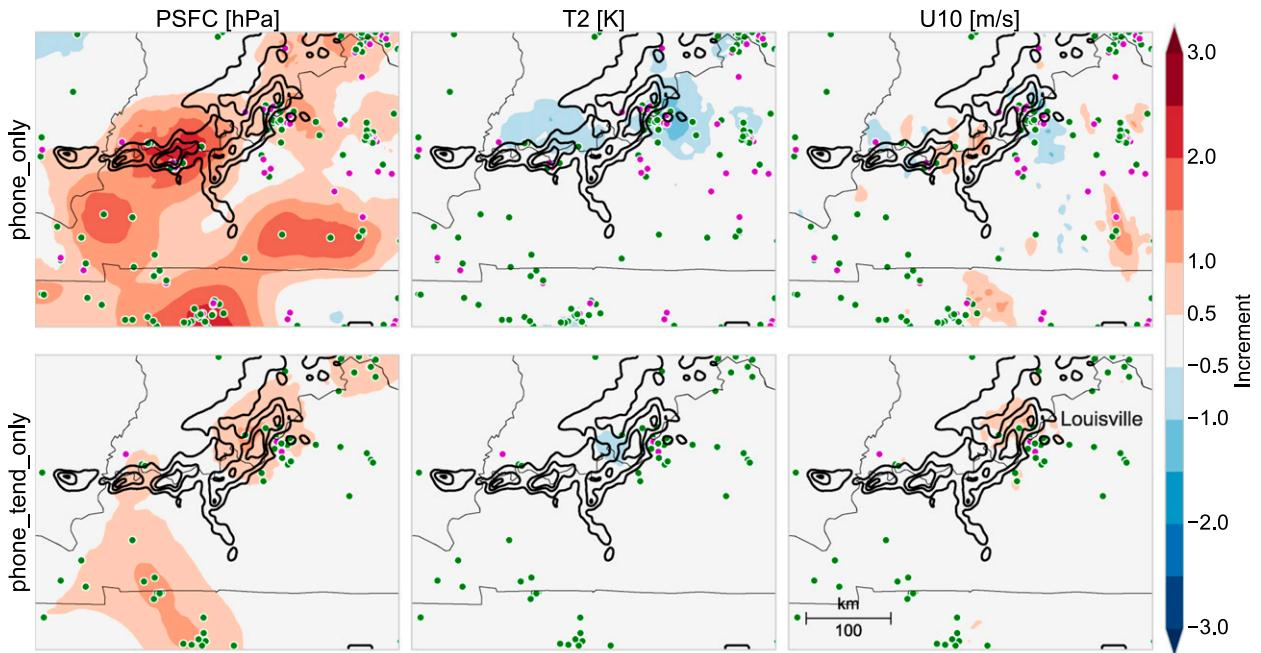 PSFC [hPa]
T2 [K]
U10 [m/s]
phone_only
phone_tend_only
Louisville
km
100
3.0
2.0
1.0
0.5
−0.5
−1.0
−2.0
−3.0
Increment